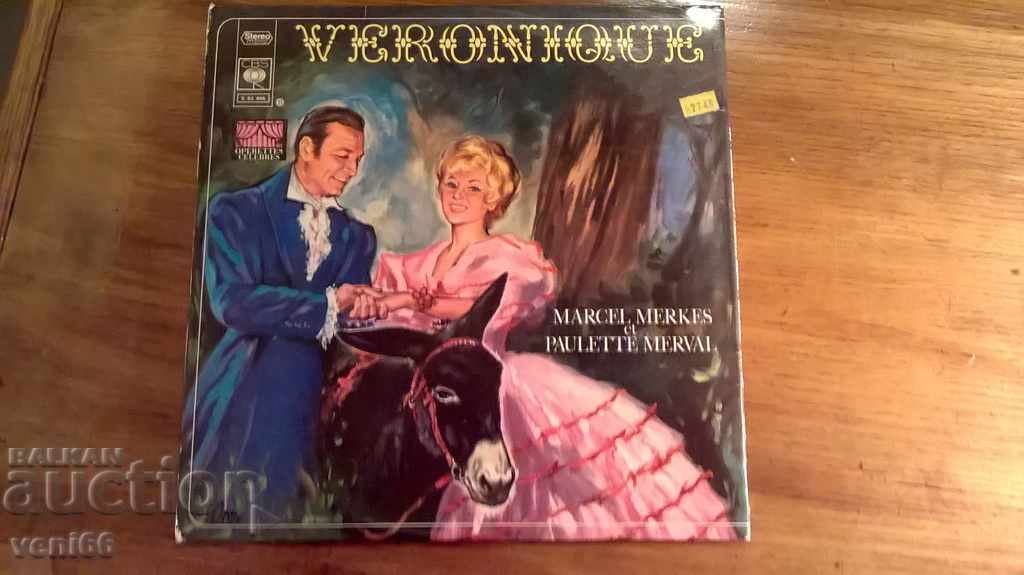 VERONIQUE
Stereo
CBS
OPERETTES
CELEBRES
MARCEL MERKES
et
PAULETTE MERVAL
BALKAN
auction
veni66